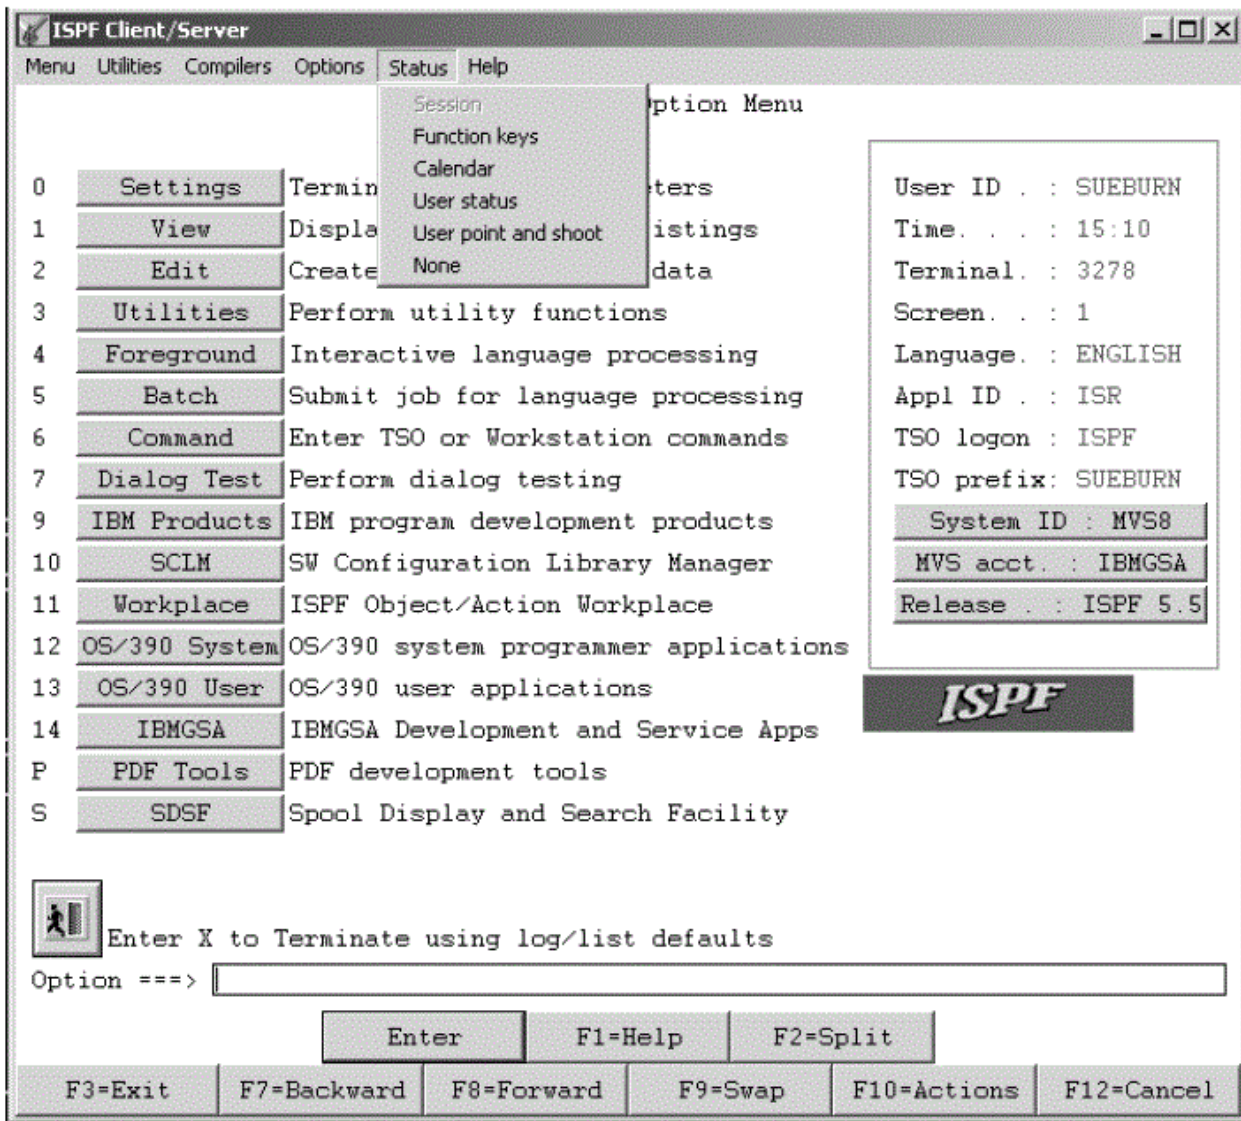 ISPF Client/Server
Menu Utilities Compilers Options Status Help
Session
Function keys
Calendar
User status
User point and shoot
None
ption Menu
0 Settings Termin eters
1 View Displa istings
2 Edit Create data
3 Utilities Perform utility functions
4 Foreground Interactive language processing
5 Batch Submit job for language processing
6 Command Enter TSO or Workstation commands
7 Dialog Test Perform dialog testing
9 IBM Products IBM program development products
10 SCLM SW Configuration Library Manager
11 Workplace ISPF Object/Action Workplace
12 OS/390 System OS/390 system programmer applications
13 OS/390 User OS/390 user applications
14 IBMGSA IBMGSA Development and Service Apps
P PDF Tools PDF development tools
S SDSF Spool Display and Search Facility
User ID . : SUEBURN
Time. . . : 15:10
Terminal. : 3278
Screen. . : 1
Language. : ENGLISH
Appl ID . : ISR
TSO logon : ISPF
TSO prefix: SUEBURN
System ID : MVS8
MVS acct. : IBMGSA
Release . : ISPF 5.5
ISPF
Enter X to Terminate using log/list defaults
Option ===>
Enter F1=Help F2=Split
F3=Exit F7=Backward F8=Forward F9=Swap F10=Actions F12=Cancel